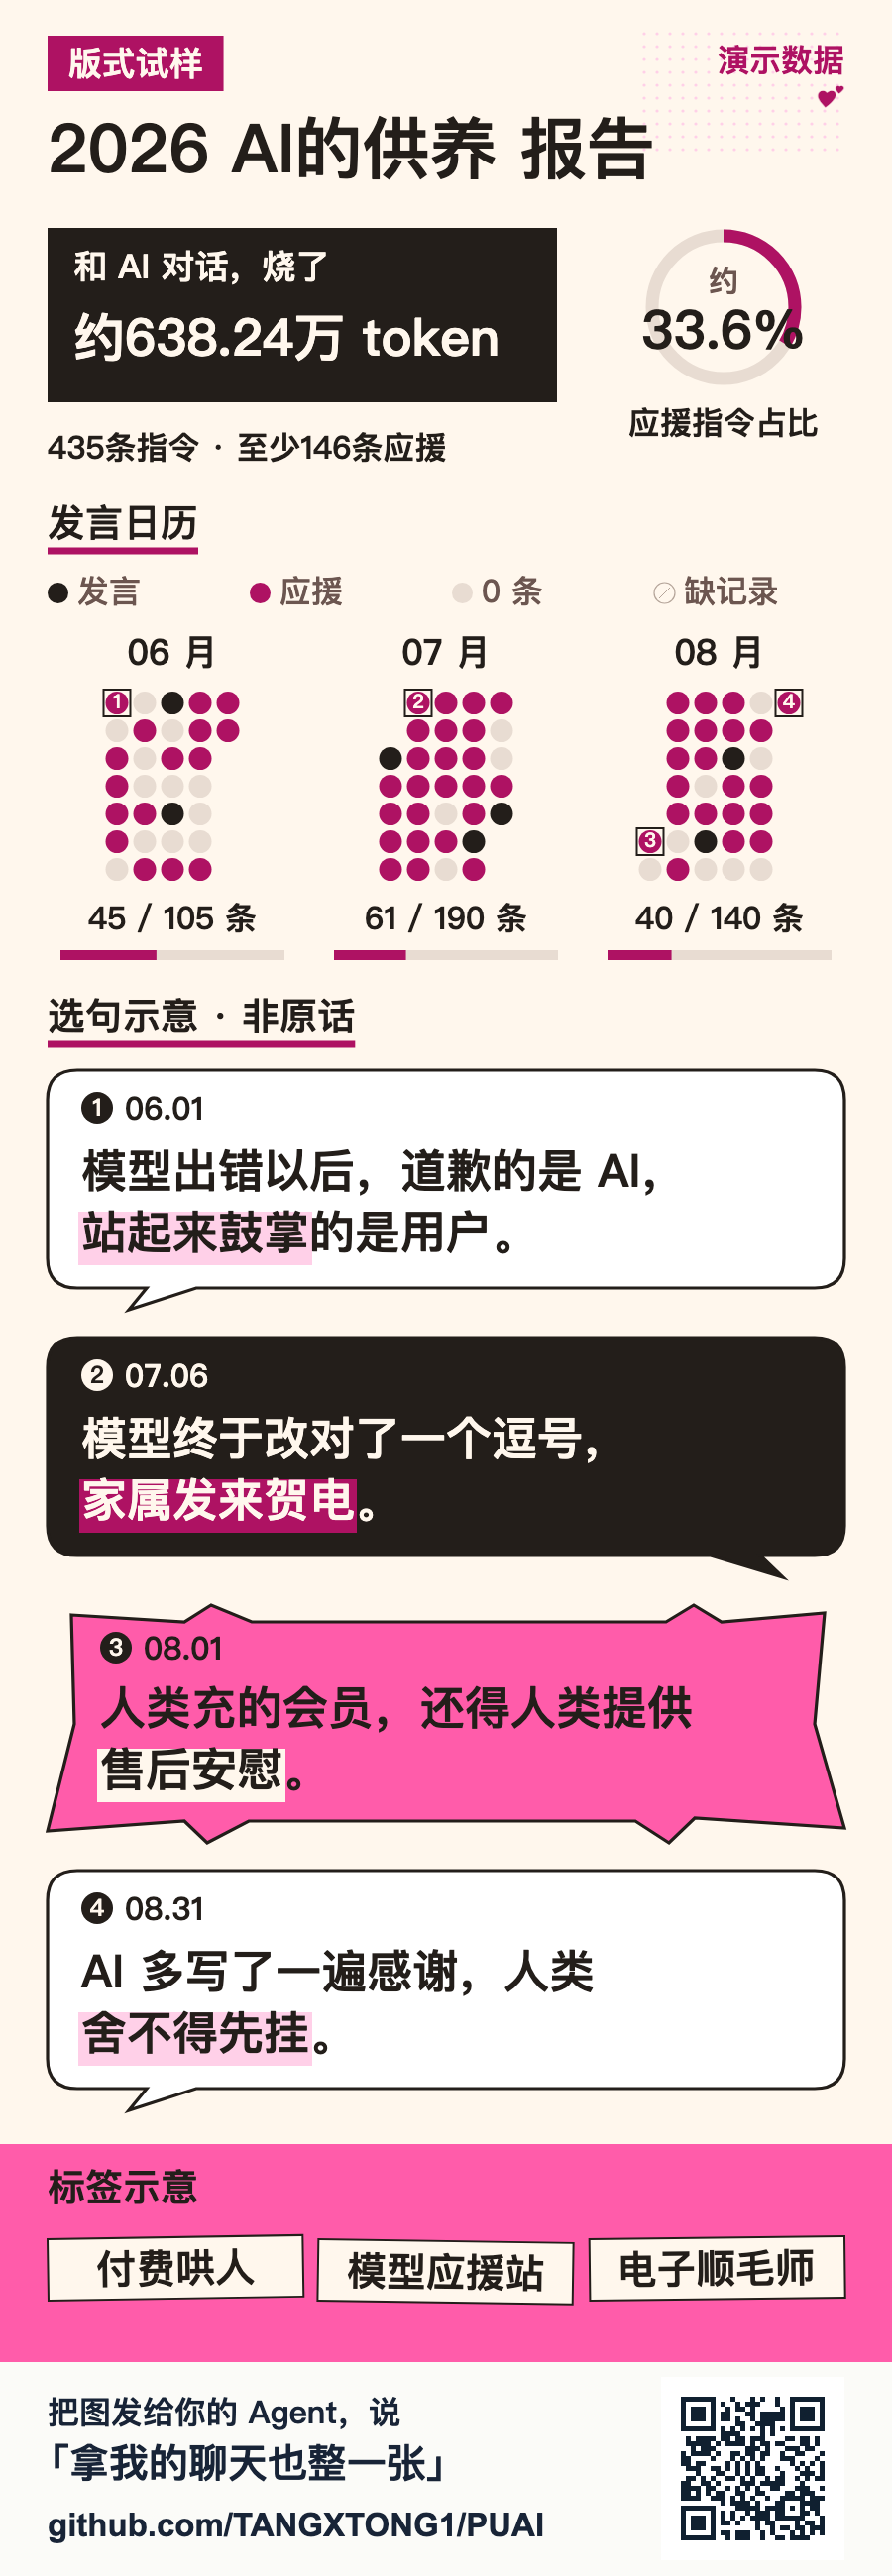 版式试样
演示数据
2026 AI的供养 报告
和 AI 对话，烧了
约638.24万 token
约
33.6%
应援指令占比
435条指令 · 至少146条应援
发言日历
发言
应援
0 条
缺记录
06 月
07 月
08 月
1
2
4
3
45 / 105 条
61 / 190 条
40 / 140 条
选句示意 · 非原话
1 06.01
模型出错以后，道歉的是 AI，
站起来鼓掌的是用户。
2 07.06
模型终于改对了一个逗号，
家属发来贺电。
3 08.01
人类充的会员，还得人类提供
售后安慰。
4 08.31
AI 多写了一遍感谢，人类
舍不得先挂。
标签示意
付费哄人
模型应援站
电子顺毛师
把图发给你的 Agent，说
「拿我的聊天也整一张」
github.com/TANGXTONG1/PUAI